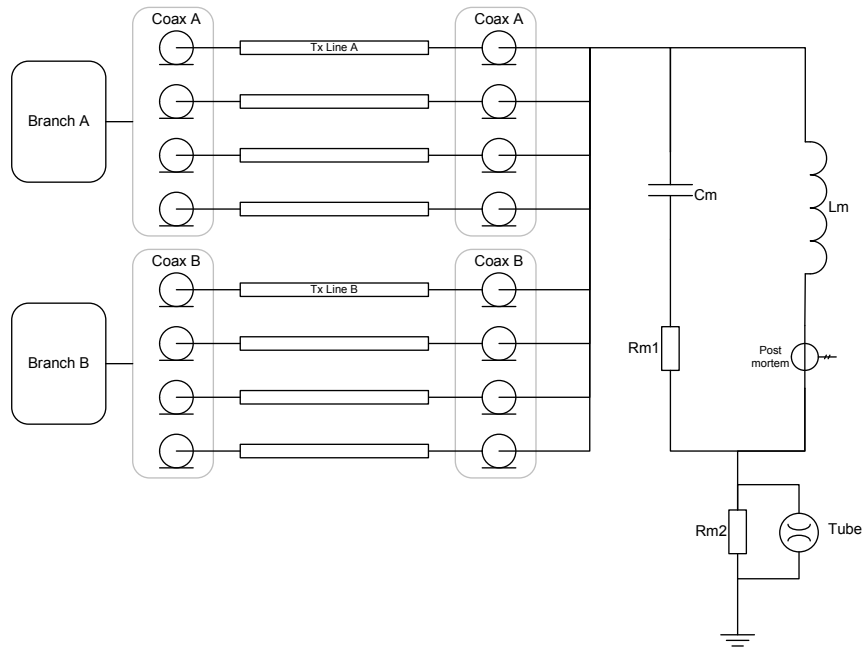 Coax A
Coax A
Tx Line A
Branch A
Cm
Lm
Coax B
Coax B
Tx Line B
Rm1
Post
mortem
Branch B
Rm2
Tube